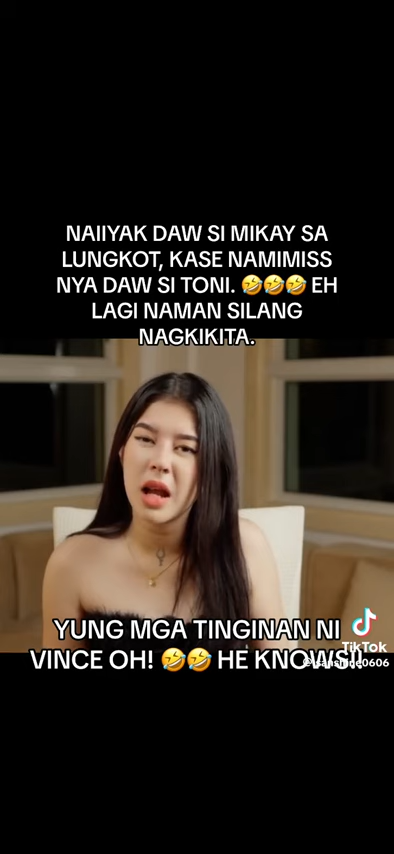 NAIIYAK DAW SI MIKAY SA
LUNGKOT, KASE NAMIMISS
NYA DAW SI TONI. 🤣🤣🤣 EH
LAGI NAMAN SILANG
NAGKIKITA.
YUNG MGA TINGINAN NI
VINCE OH! 🤣🤣 HE KNOWS!!
TikTok